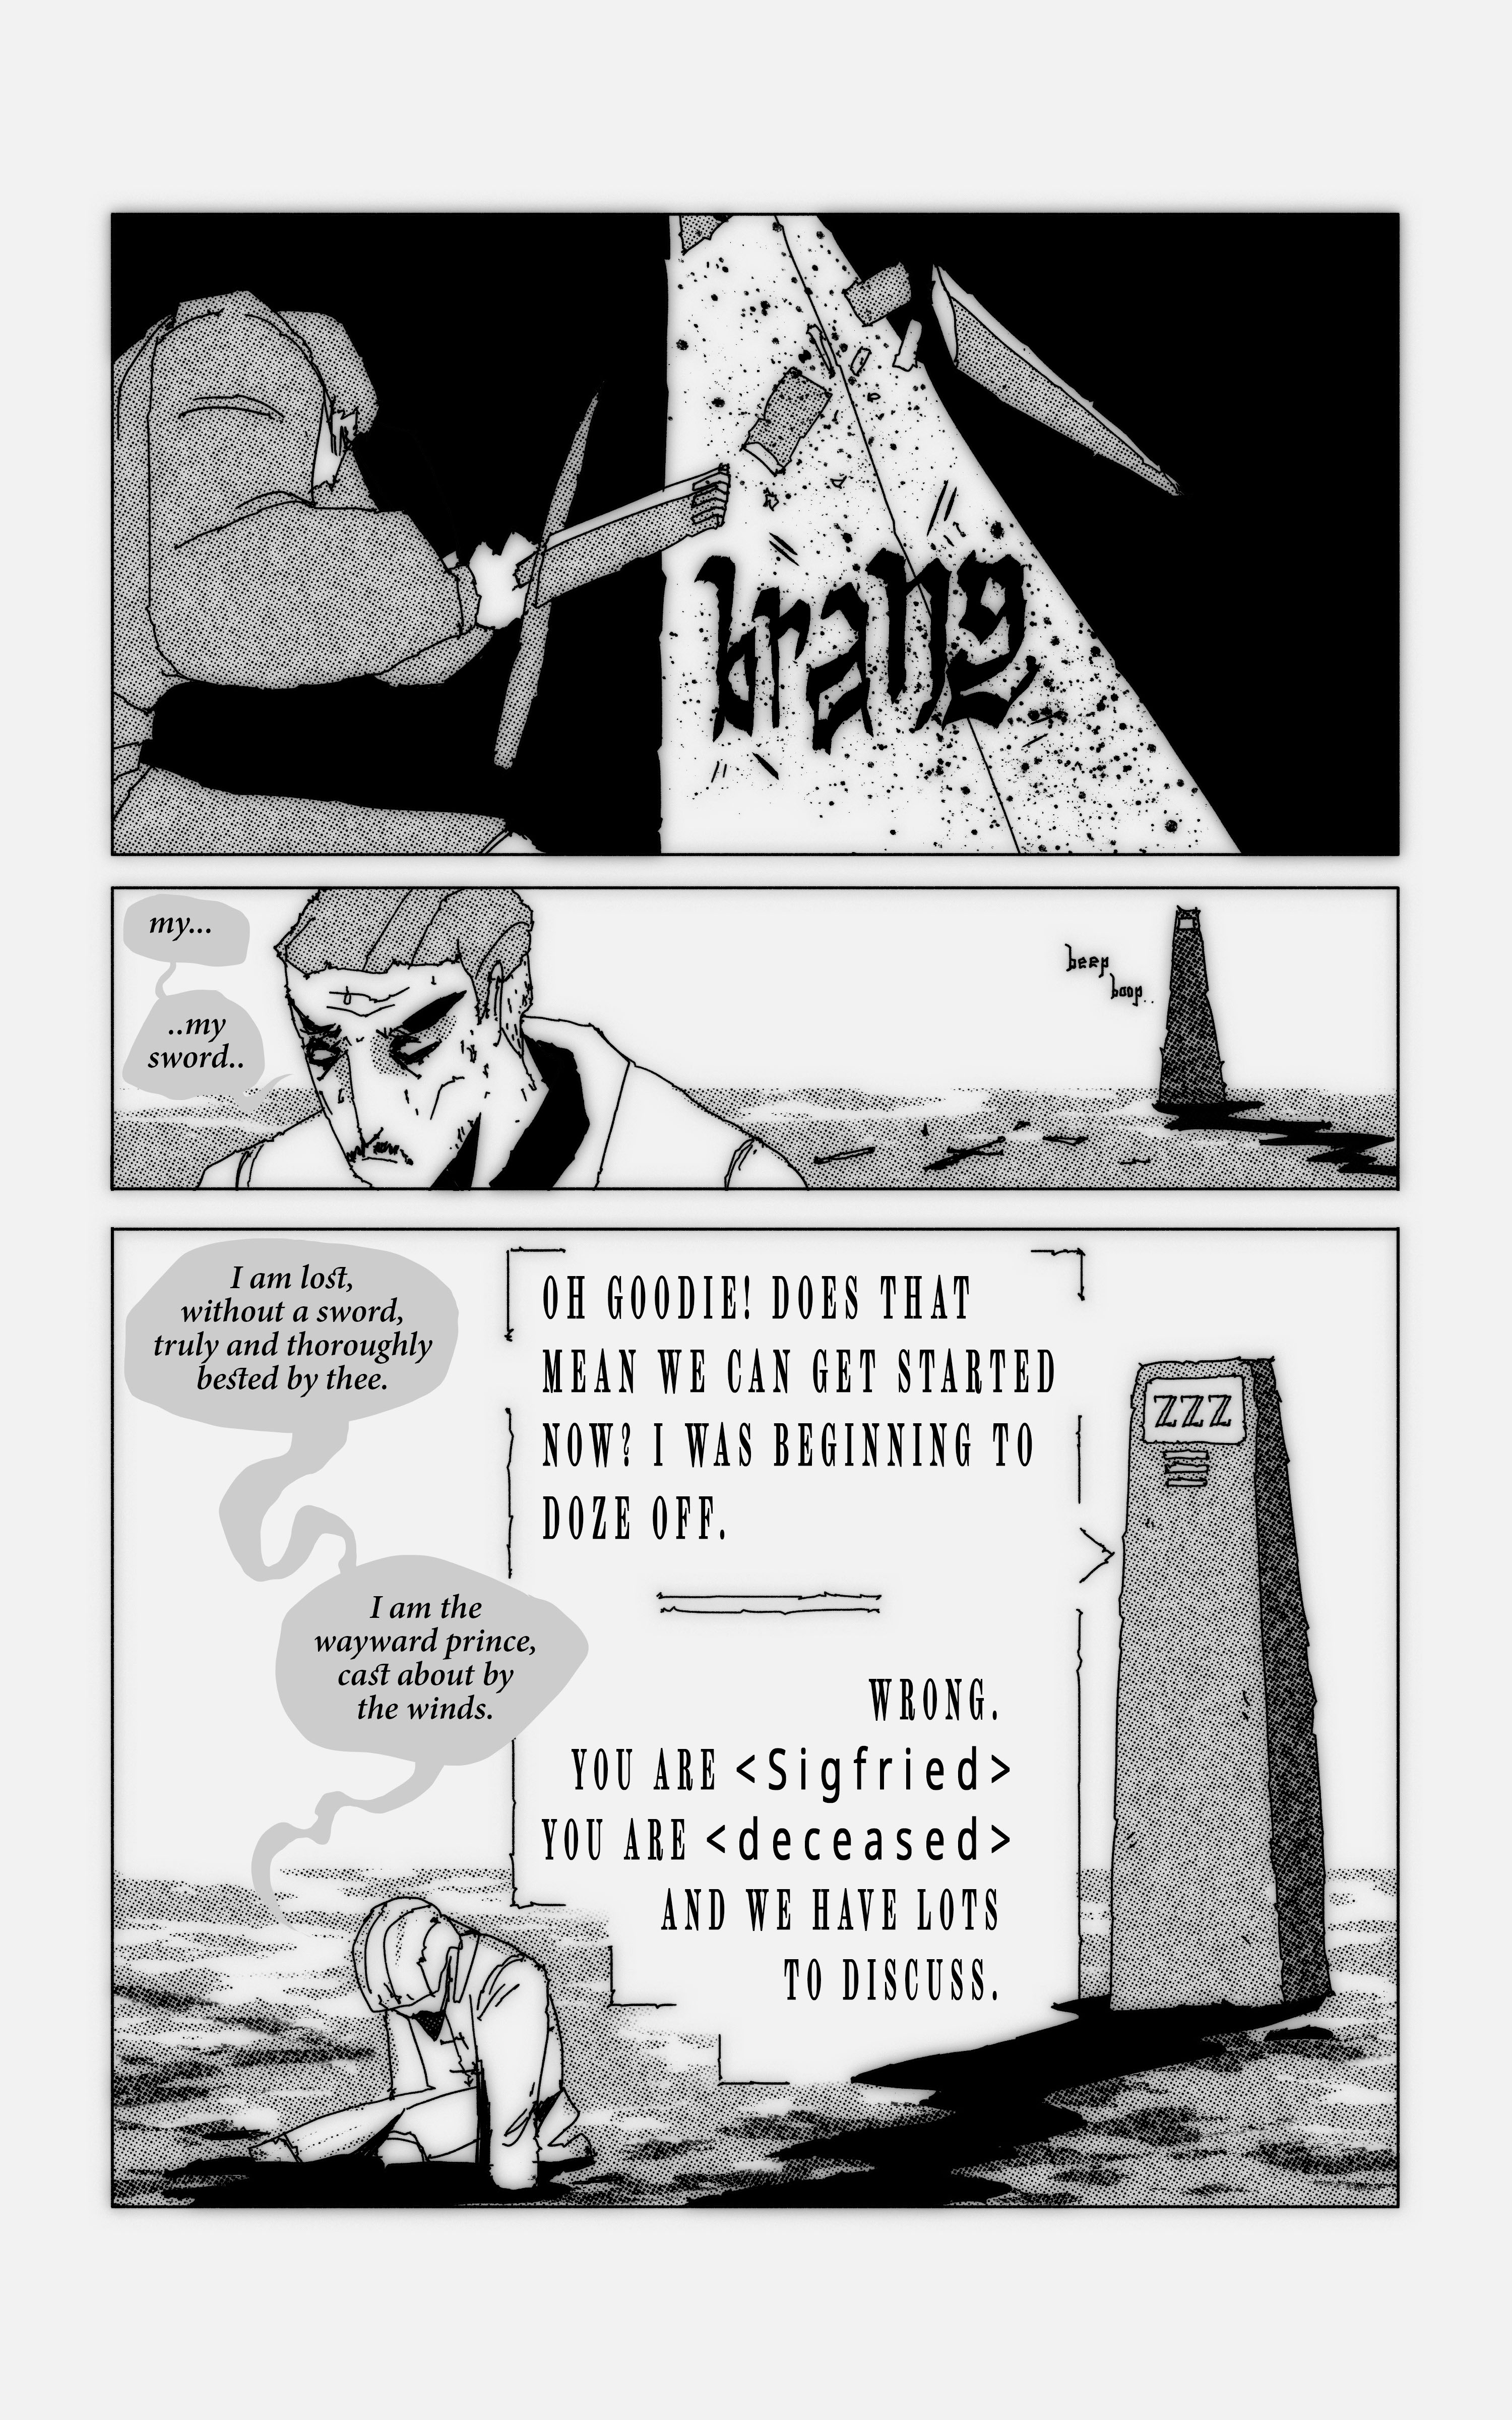 brang
my...
..my
sword..
beep
boop..
I am lost,
without a sword,
truly and thoroughly
bested by thee.
OH GOODIE! DOES THAT
MEAN WE CAN GET STARTED
NOW? I WAS BEGINNING TO
DOZE OFF.
ZZZ
I am the
wayward prince,
cast about by
the winds.
WRONG.
YOU ARE <Sigfried>
YOU ARE <deceased>
AND WE HAVE LOTS
TO DISCUSS.